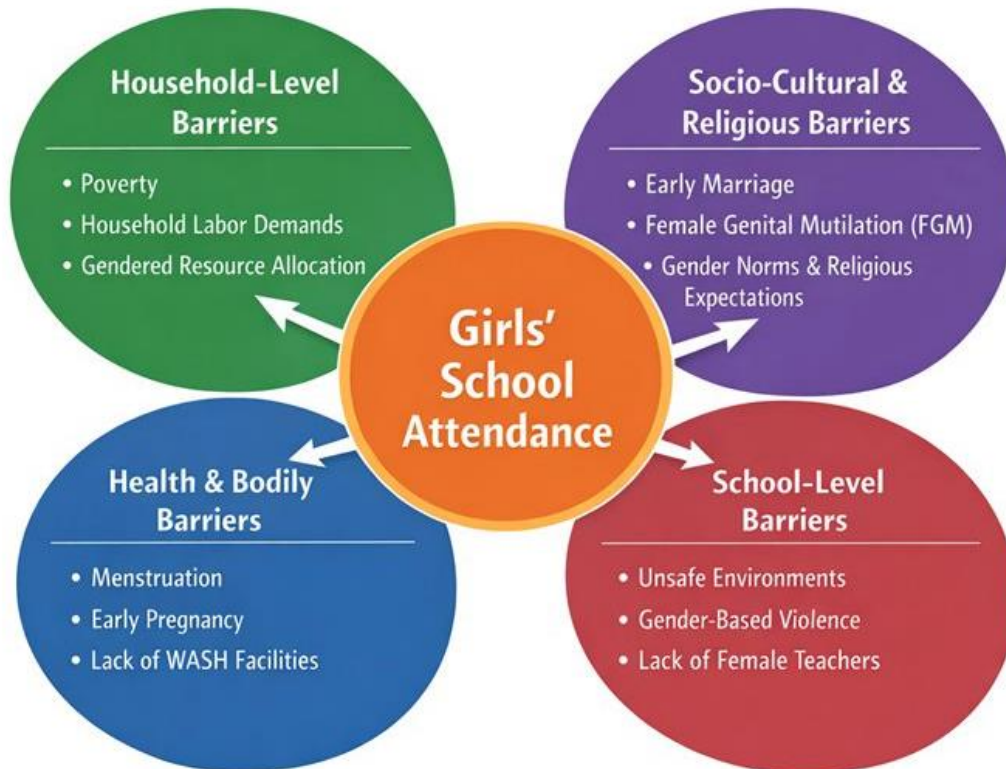 Household-Level
Barriers
• Poverty
• Household Labor Demands
• Gendered Resource Allocation
Socio-Cultural &
Religious Barriers
• Early Marriage
• Female Genital Mutilation (FGM)
• Gender Norms & Religious
Expectations
Girls'
School
Attendance
Health & Bodily
Barriers
• Menstruation
• Early Pregnancy
• Lack of WASH Facilities
School-Level
Barriers
• Unsafe Environments
• Gender-Based Violence
• Lack of Female Teachers